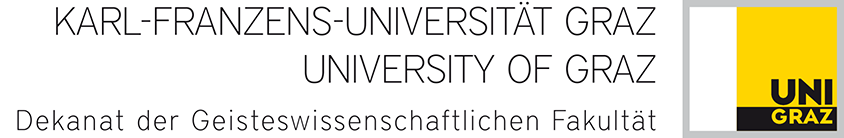 KARL-FRANZENS-UNIVERSITÄT GRAZ
UNIVERSITY OF GRAZ
Dekanat der Geisteswissenschaftlichen Fakultät
UNI
GRAZ